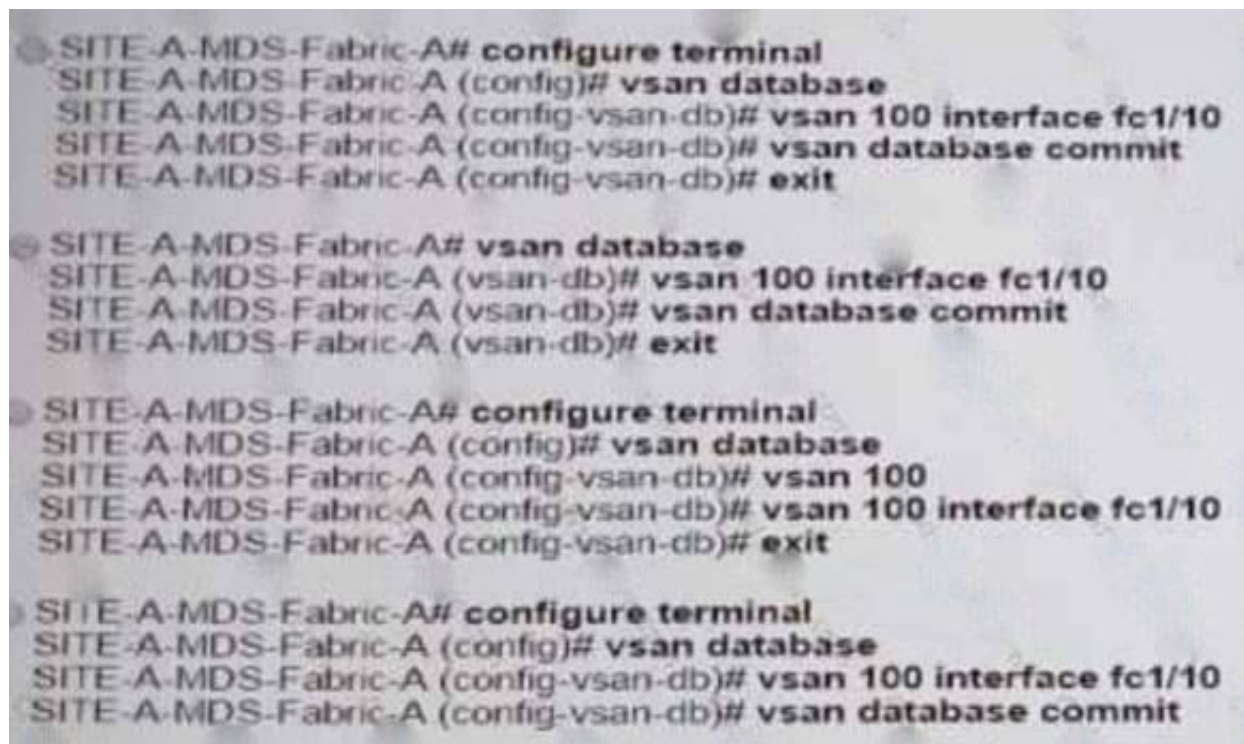 SITE-A-MDS-Fabric-A# configure terminal
SITE-A-MDS-Fabric-A (config)# vsan database
SITE-A-MDS-Fabric-A (config-vsan-db)# vsan 100 interface fc1/10
SITE-A-MDS-Fabric-A (config-vsan-db)# vsan database commit
SITE-A-MDS-Fabric-A (config-vsan-db)# exit
SITE-A-MDS-Fabric-A# vsan database
SITE-A-MDS-Fabric-A (vsan-db)# vsan 100 interface fc1/10
SITE-A-MDS-Fabric-A (vsan-db)# vsan database commit
SITE-A-MDS-Fabric-A (vsan-db)# exit
SITE-A-MDS-Fabric-A# configure terminal
SITE-A-MDS-Fabric-A (config)# vsan database
SITE-A-MDS-Fabric-A (config-vsan-db)# vsan 100
SITE-A-MDS-Fabric-A (config-vsan-db)# vsan 100 interface fc1/10
SITE-A-MDS-Fabric-A (config-vsan-db)# exit
SITE-A-MDS-Fabric-A# configure terminal
SITE-A-MDS-Fabric-A (config)# vsan database
SITE-A-MDS-Fabric-A (config-vsan-db)# vsan 100 interface fc1/10
SITE-A-MDS-Fabric-A (config-vsan-db)# vsan database commit